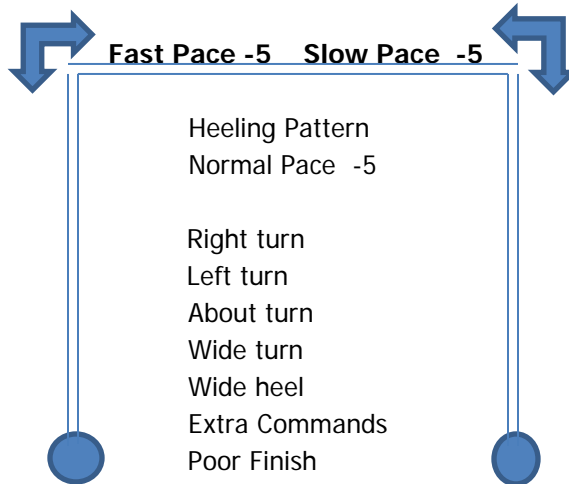 Fast Pace -5 Slow Pace -5
Heeling Pattern
Normal Pace -5
Right turn
Left turn
About turn
Wide turn
Wide heel
Extra Commands
Poor Finish